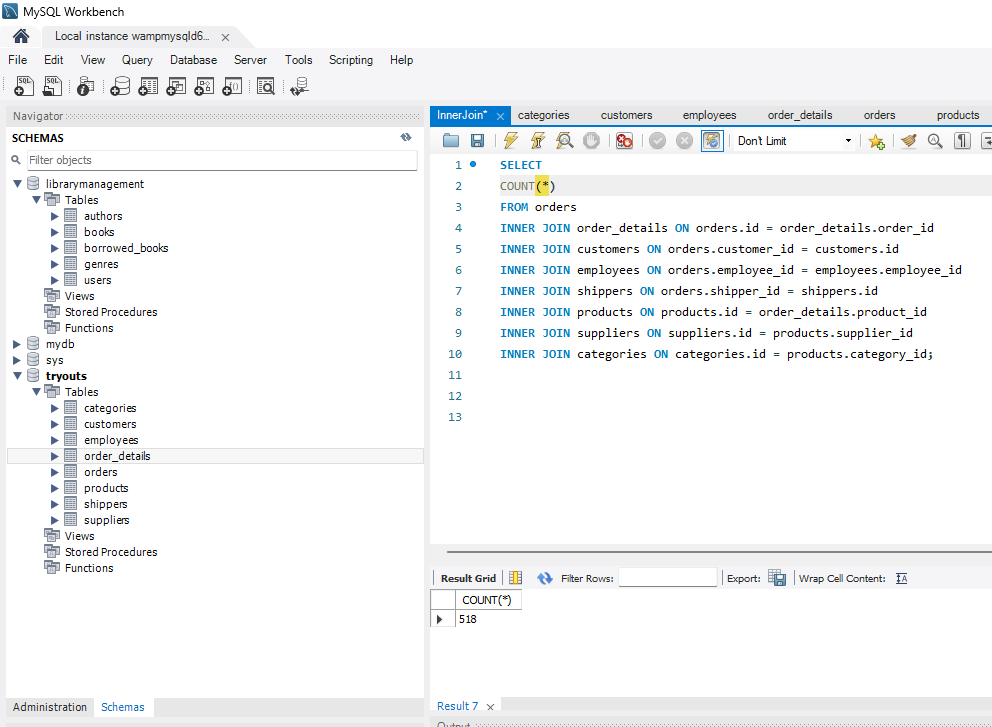 MySQL Workbench
Local instance wampmysqld6...
File Edit View Query Database Server Tools Scripting Help
Navigator
SCHEMAS
Filter objects
librarymanagement
Tables
authors
books
borrowed_books
genres
users
Views
Stored Procedures
Functions
mydb
sys
tryouts
Tables
categories
customers
employees
order_details
orders
products
shippers
suppliers
Views
Stored Procedures
Functions
Administration Schemas
InnerJoin* categories customers employees order_details orders products
Don't Limit
1 SELECT
2 COUNT(*)
3 FROM orders
4 INNER JOIN order_details ON orders.id = order_details.order_id
5 INNER JOIN customers ON orders.customer_id = customers.id
6 INNER JOIN employees ON orders.employee_id = employees.employee_id
7 INNER JOIN shippers ON orders.shipper_id = shippers.id
8 INNER JOIN products ON products.id = order_details.product_id
9 INNER JOIN suppliers ON suppliers.id = products.supplier_id
10 INNER JOIN categories ON categories.id = products.category_id;
11
12
13
Result Grid Filter Rows: Export: Wrap Cell Content:
COUNT(*)
518
Result 7
Output